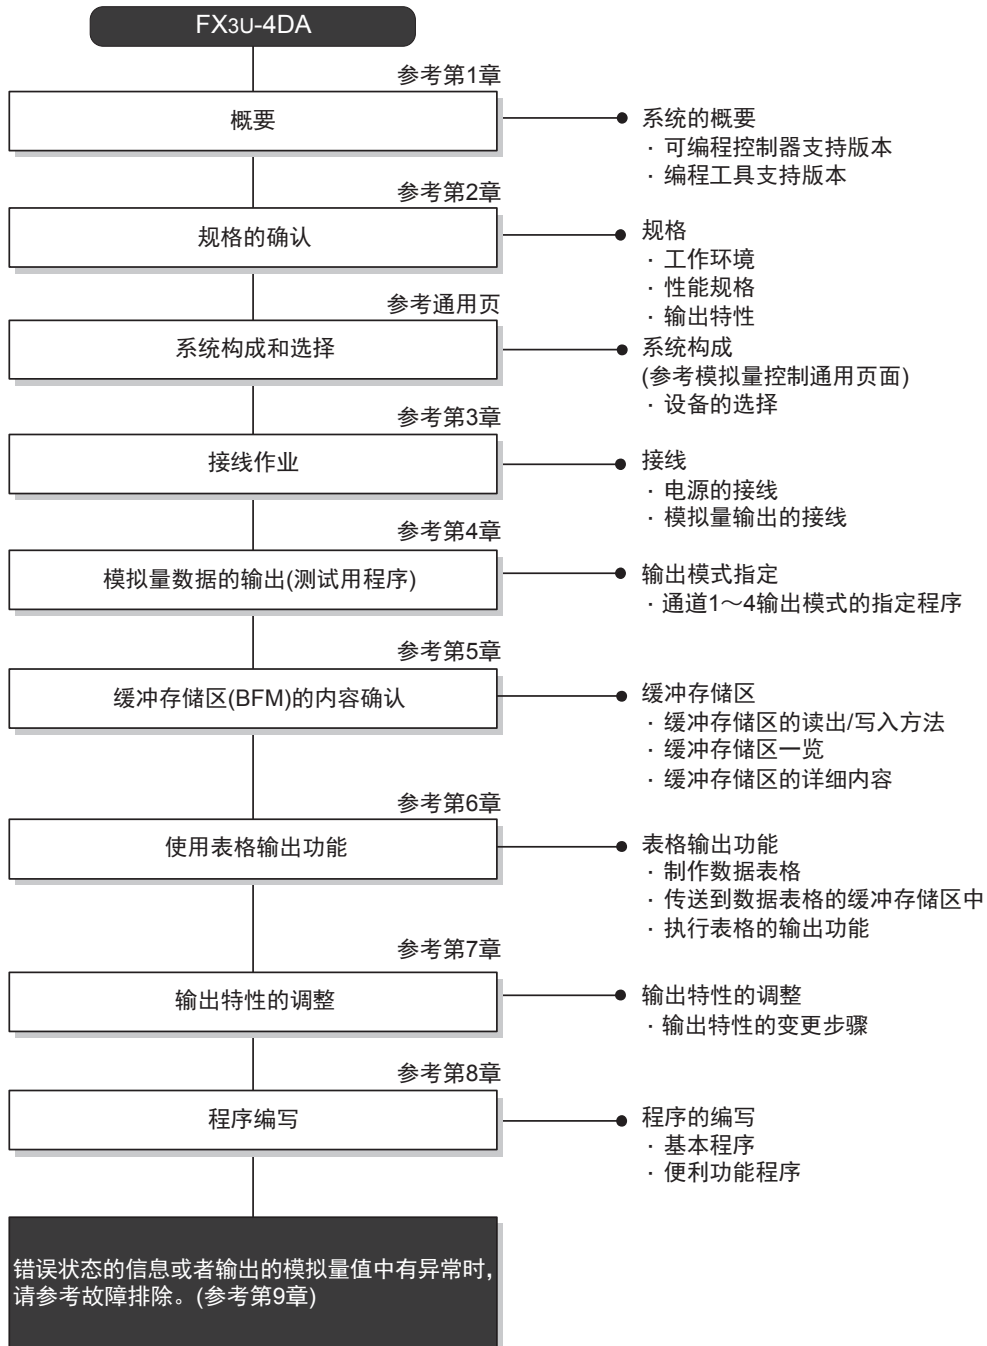 FX3U-4DA
参考第1章
概要
系统的概要
· 可编程控制器支持版本
· 编程工具支持版本
参考第2章
规格的确认
规格
· 工作环境
· 性能规格
· 输出特性
参考通用页
系统构成和选择
系统构成
(参考模拟量控制通用页面)
· 设备的选择
参考第3章
接线作业
接线
· 电源的接线
· 模拟量输出的接线
参考第4章
模拟量数据的输出(测试用程序)
输出模式指定
· 通道1～4输出模式的指定程序
参考第5章
缓冲存储区(BFM)的内容确认
缓冲存储区
· 缓冲存储区的读出/写入方法
· 缓冲存储区一览
· 缓冲存储区的详细内容
参考第6章
使用表格输出功能
表格输出功能
· 制作数据表格
· 传送到数据表格的缓冲存储区中
· 执行表格的输出功能
参考第7章
输出特性的调整
输出特性的调整
· 输出特性的变更步骤
参考第8章
程序编写
程序的编写
· 基本程序
· 便利功能程序
错误状态的信息或者输出的模拟量值中有异常时，
请参考故障排除。(参考第9章)